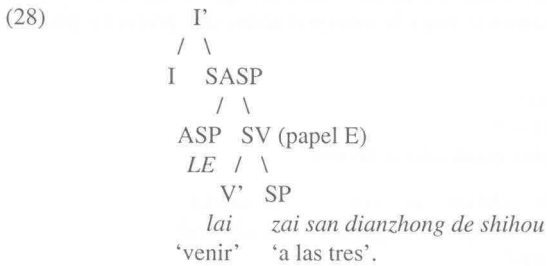 (28) I’
/ \
I SASP
/ \
ASP SV (papel E)
LE / \
V’ SP
lai zai san dianzhong de shihou
‘venir’ ‘a las tres’.